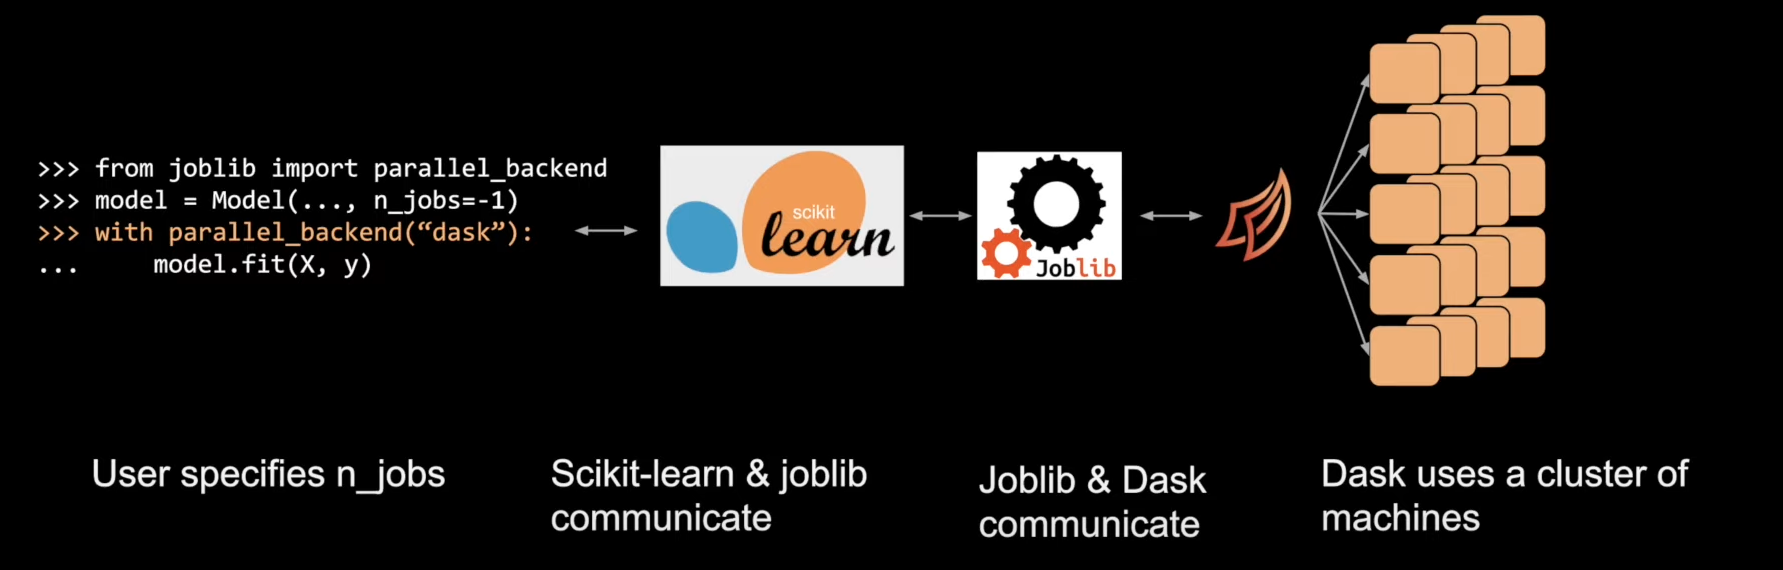 >>> from joblib import parallel_backend
>>> model = Model(..., n_jobs=-1)
>>> with parallel_backend(“dask”):
...     model.fit(X, y)
scikit
learn
Joblib
User specifies n_jobs
Scikit-learn & joblib
communicate
Joblib & Dask
communicate
Dask uses a cluster of
machines